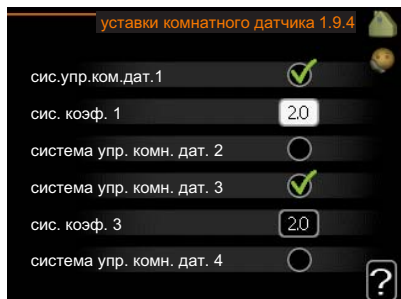 уставки комнатного датчика 1.9.4
сис.упр.ком.дат.1
сис. коэф. 1 2.0
система упр. комн. дат. 2
система упр. комн. дат. 3
сис. коэф. 3 2.0
система упр. комн. дат. 4
?